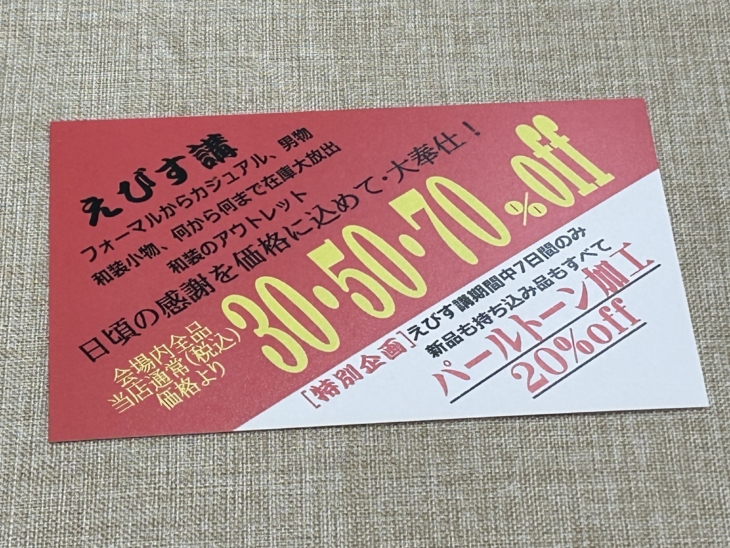 えびす講
フォーマルからカジュアル、男物
和装小物、何から何まで在庫大放出
和装のアウトレット
日頃の感謝を価格に込めて・大奉仕！
会場内全品
当店通常(税込)
価格より
30・50・70%off
[特別企画]えびす講期間中7日間のみ
新品も持ち込み品もすべて
パールトーン加工
20%off